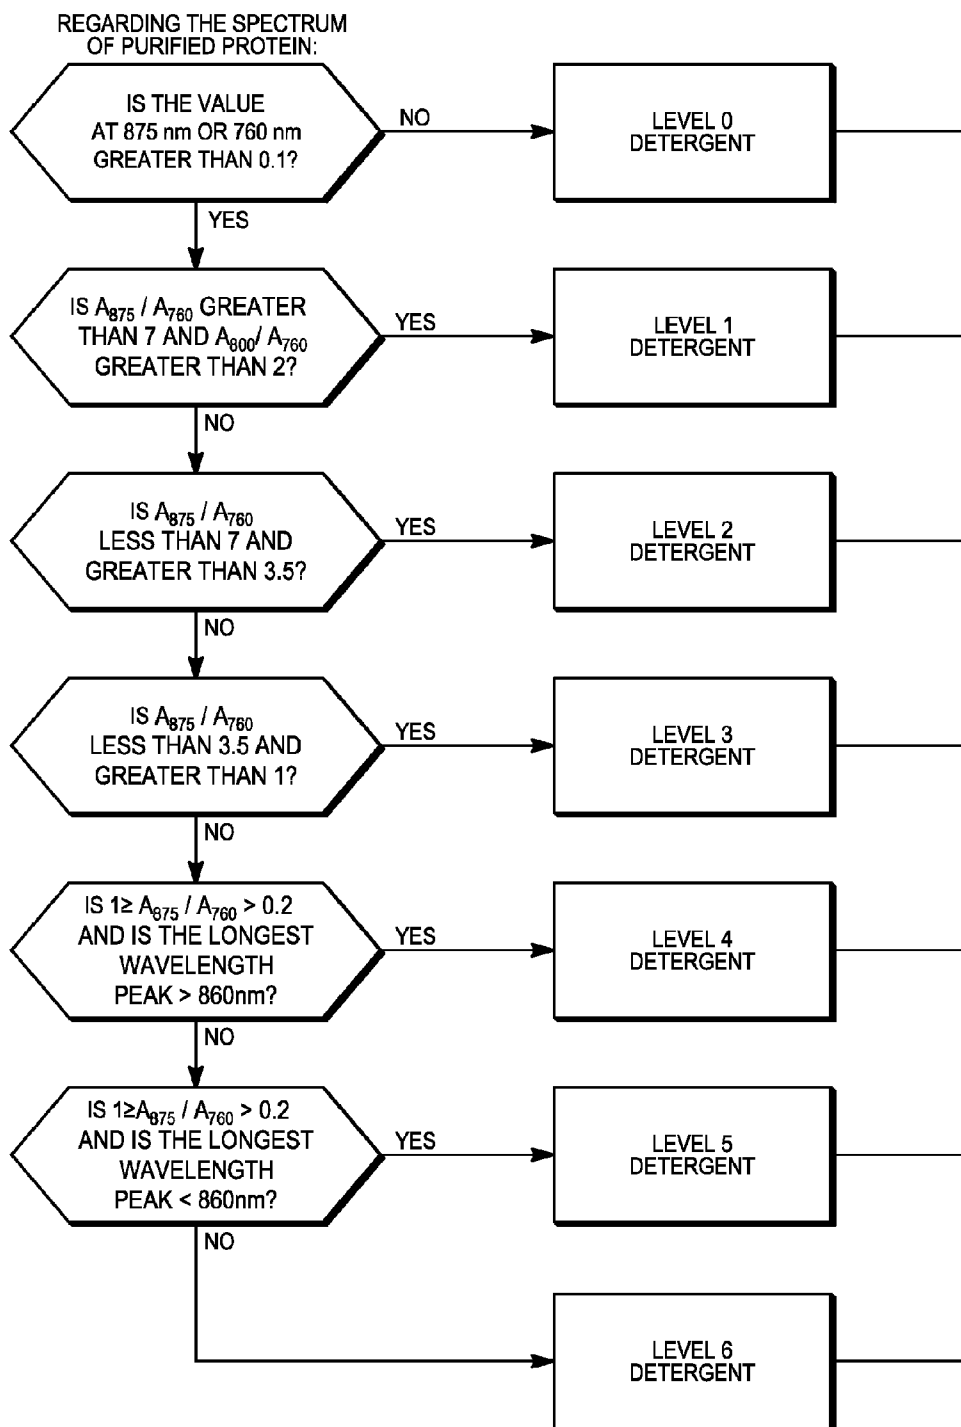 REGARDING THE SPECTRUM
OF PURIFIED PROTEIN:
IS THE VALUE
AT 875 nm OR 760 nm
GREATER THAN 0.1?
NO
LEVEL 0
DETERGENT
YES
IS A875 / A760 GREATER
THAN 7 AND A800/ A760
GREATER THAN 2?
YES
LEVEL 1
DETERGENT
NO
IS A875 / A760
LESS THAN 7 AND
GREATER THAN 3.5?
YES
LEVEL 2
DETERGENT
NO
IS A875 / A760
LESS THAN 3.5 AND
GREATER THAN 1?
YES
LEVEL 3
DETERGENT
NO
IS 1≥ A875 / A760 > 0.2
AND IS THE LONGEST
WAVELENGTH
PEAK > 860nm?
YES
LEVEL 4
DETERGENT
NO
IS 1≥A875 / A760 > 0.2
AND IS THE LONGEST
WAVELENGTH
PEAK < 860nm?
YES
LEVEL 5
DETERGENT
NO
LEVEL 6
DETERGENT